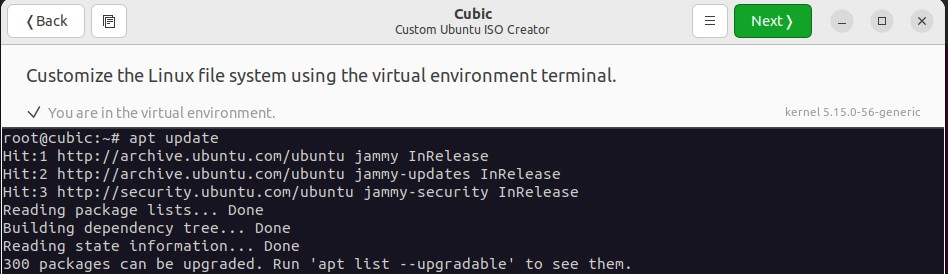 ❬Back
Cubic
Custom Ubuntu ISO Creator
Next❭
Customize the Linux file system using the virtual environment terminal.
✓ You are in the virtual environment.
kernel 5.15.0-56-generic
root@cubic:~# apt update
Hit:1 http://archive.ubuntu.com/ubuntu jammy InRelease
Hit:2 http://archive.ubuntu.com/ubuntu jammy-updates InRelease
Hit:3 http://security.ubuntu.com/ubuntu jammy-security InRelease
Reading package lists... Done
Building dependency tree... Done
Reading state information... Done
300 packages can be upgraded. Run 'apt list --upgradable' to see them.